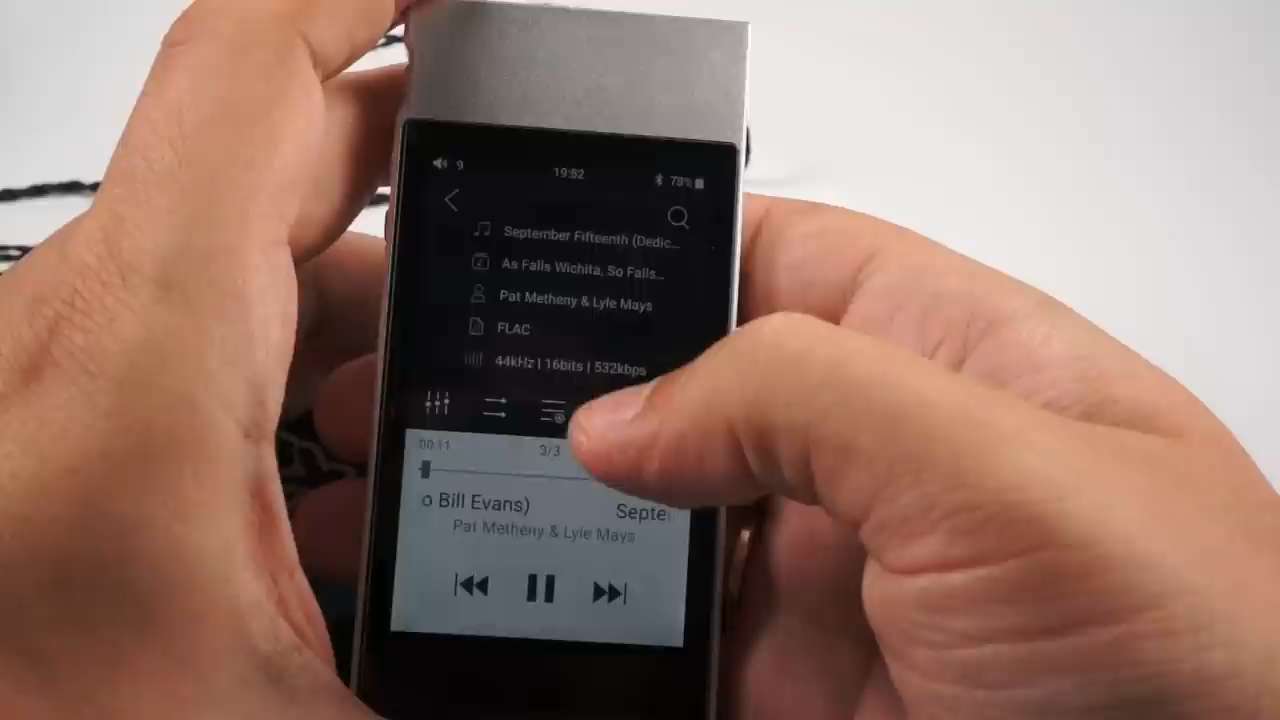 9 19:52 78%
September Fifteenth (Dedic...
As Falls Wichita, So Falls...
Pat Metheny & Lyle Mays
FLAC
44kHz | 16bits | 532kbps
00:11 3/3
o Bill Evans) Septe
Pat Metheny & Lyle Mays